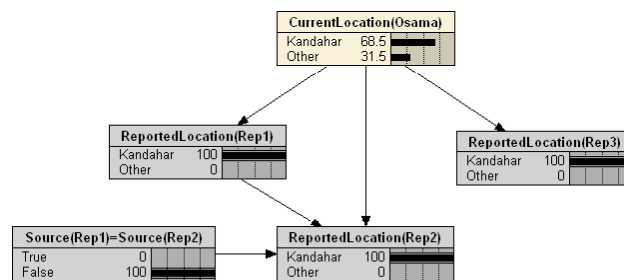 CurrentLocation(Osama)
Kandahar 68.5
Other 31.5
ReportedLocation(Rep1)
Kandahar 100
Other 0
ReportedLocation(Rep3)
Kandahar 100
Other 0
Source(Rep1)=Source(Rep2)
True 0
False 100
ReportedLocation(Rep2)
Kandahar 100
Other 0